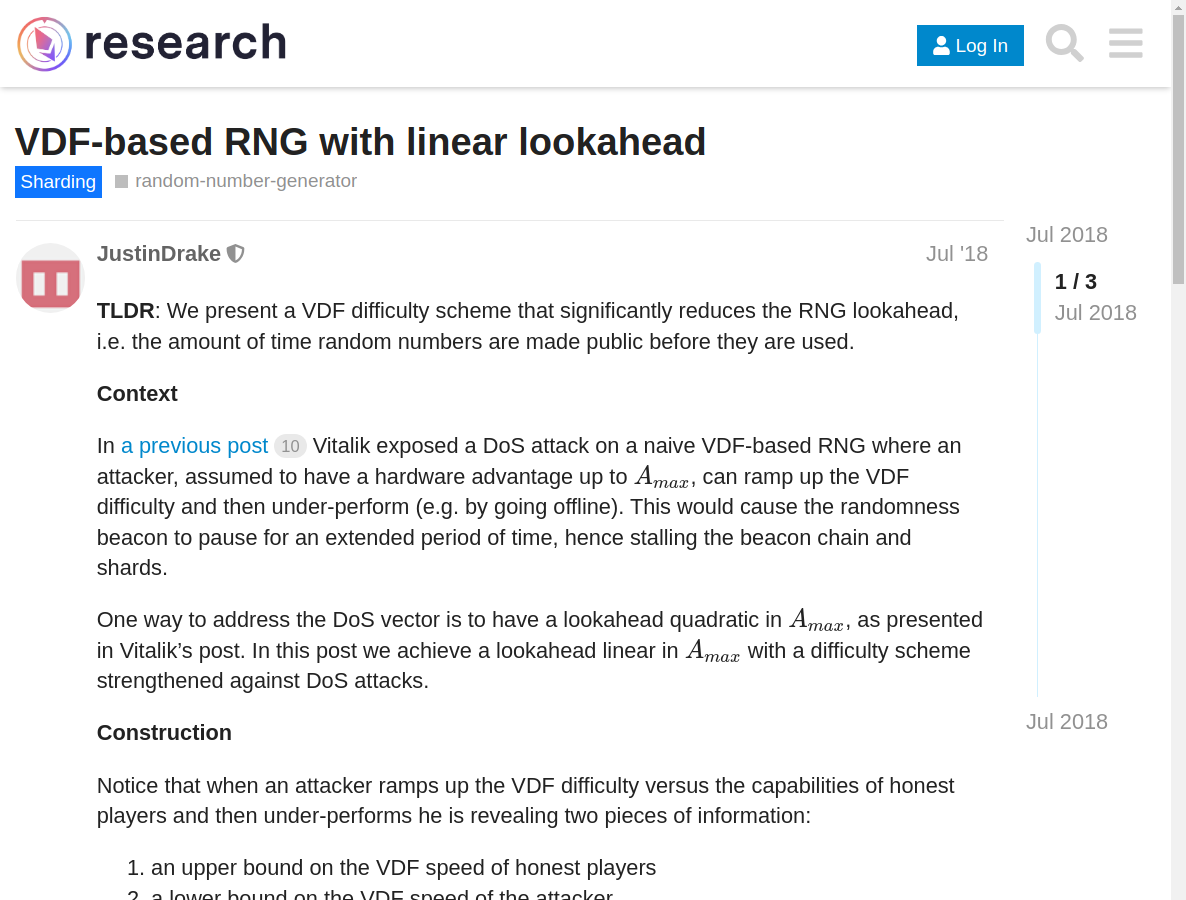 research
Log In
VDF-based RNG with linear lookahead
Sharding random-number-generator
JustinDrake Jul '18
Jul 2018
1 / 3
Jul 2018
TLDR: We present a VDF difficulty scheme that significantly reduces the RNG lookahead,
i.e. the amount of time random numbers are made public before they are used.
Context
In a previous post 10 Vitalik exposed a DoS attack on a naive VDF-based RNG where an
attacker, assumed to have a hardware advantage up to A_{max}, can ramp up the VDF
difficulty and then under-perform (e.g. by going offline). This would cause the randomness
beacon to pause for an extended period of time, hence stalling the beacon chain and
shards.
One way to address the DoS vector is to have a lookahead quadratic in A_{max}, as presented
in Vitalik’s post. In this post we achieve a lookahead linear in A_{max} with a difficulty scheme
strengthened against DoS attacks.
Jul 2018
Construction
Notice that when an attacker ramps up the VDF difficulty versus the capabilities of honest
players and then under-performs he is revealing two pieces of information:
1. an upper bound on the VDF speed of honest players
2. a lower bound on the VDF speed of the attacker